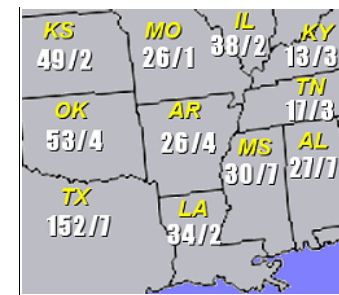 KS
49/2
MO
26/1
IL
38/2
KY
13/3
TN
17/3
OK
53/4
AR
26/4
MS
30/7
AL
27/7
TX
152/7
LA
34/2